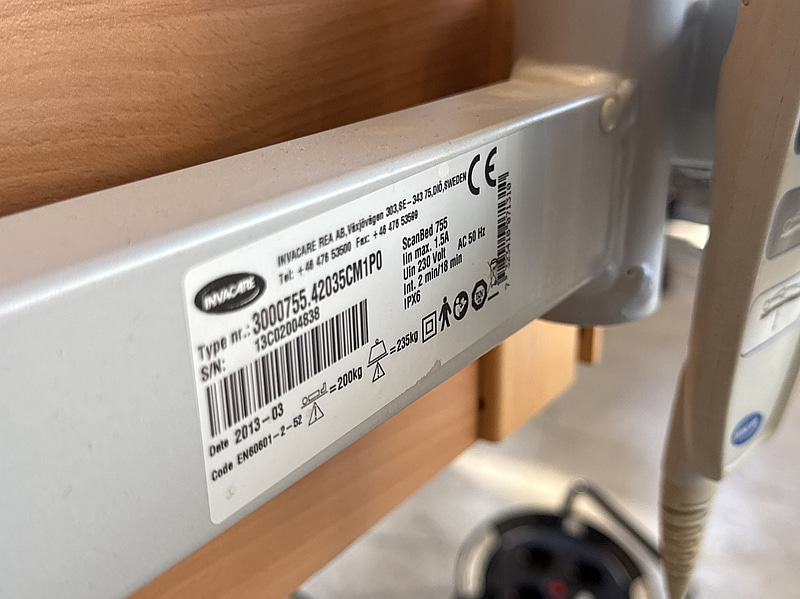 INVACARE
INVACARE REA AB, Växjövägen 303, SE-343 75, DIÖ, SWEDEN
Tel: +46 476 53500 Fax: +46 476 53599
Type nr.: 3000755.42035CM1P0
S/N: 13C02004838
ScanBed 755
Iin max. 1.5A
Uin 230 Volt AC 50 Hz
Int. 2 min/18 min
IPX6
CE
= 200kg
= 235kg
Date 2013-03
Code EN60601-2-52
INVACARE